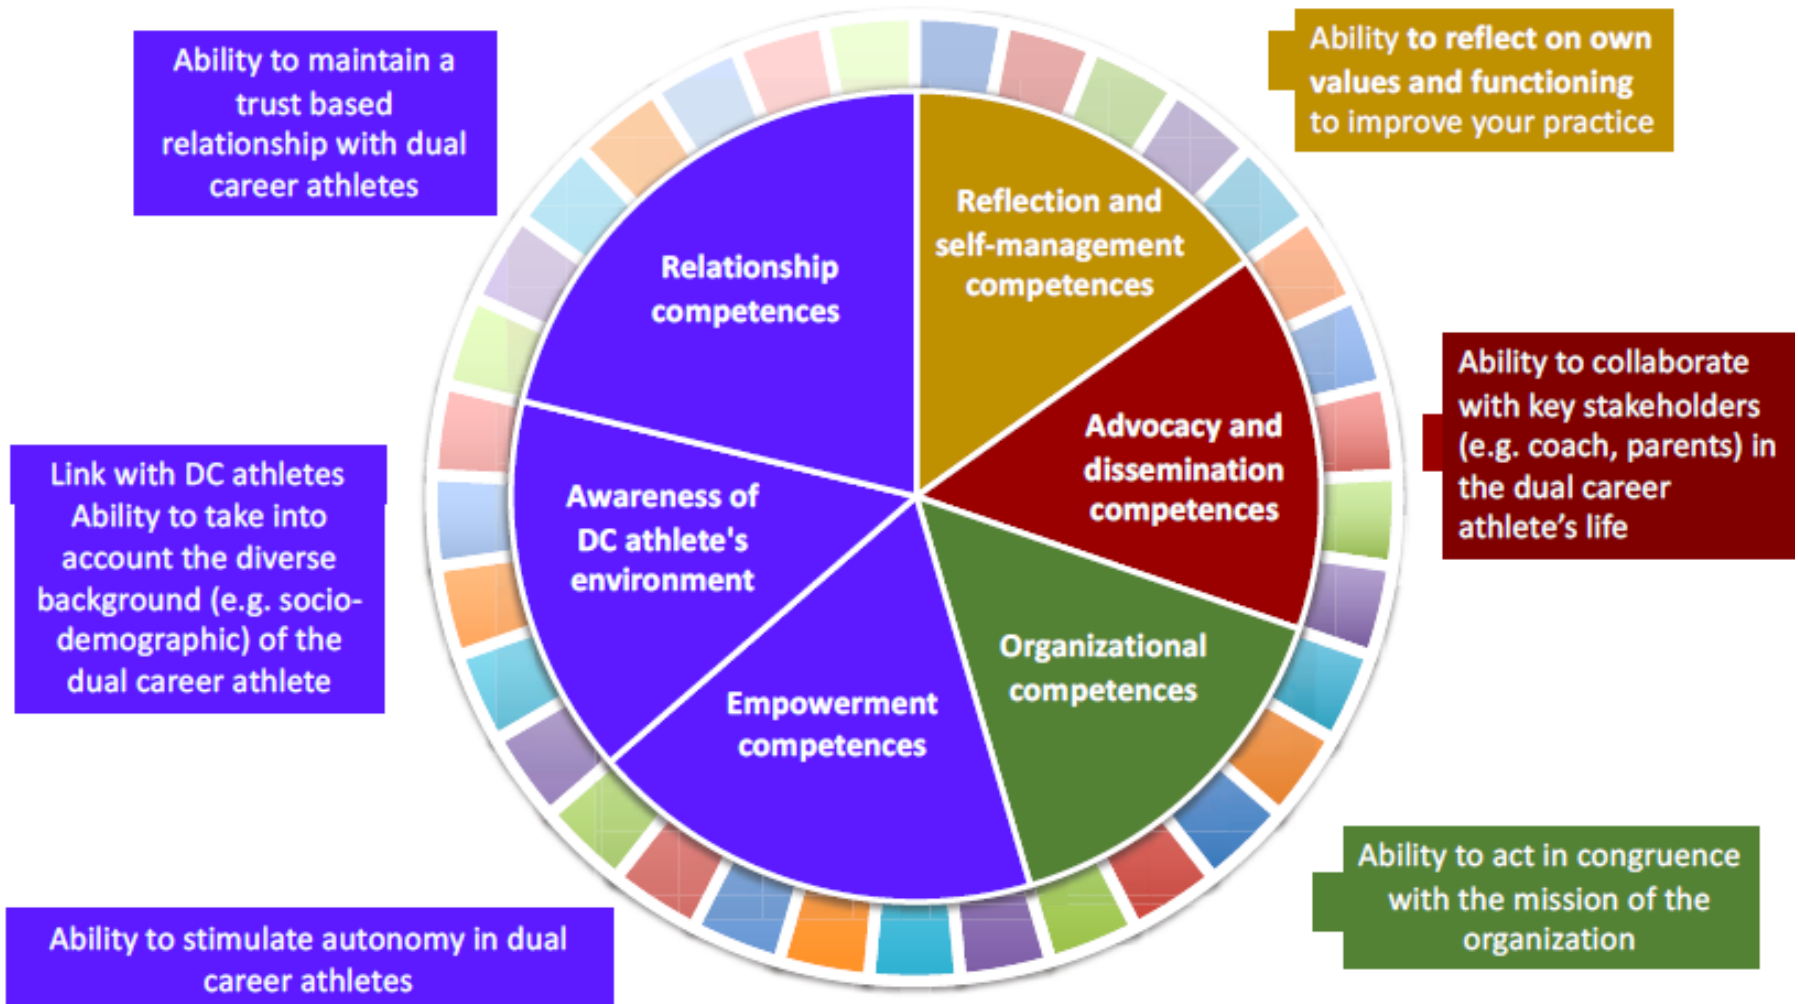 Ability to maintain a
trust based
relationship with dual
career athletes
Ability to reflect on own
values and functioning
to improve your practice
Reflection and
self-management
competences
Relationship
competences
Advocacy and
dissemination
competences
Ability to collaborate
with key stakeholders
(e.g. coach, parents) in
the dual career
athlete's life
Link with DC athletes
Ability to take into
account the diverse
background (e.g. socio-
demographic) of the
dual career athlete
Awareness of
DC athlete's
environment
Organizational
competences
Empowerment
competences
Ability to act in congruence
with the mission of the
organization
Ability to stimulate autonomy in dual
career athletes